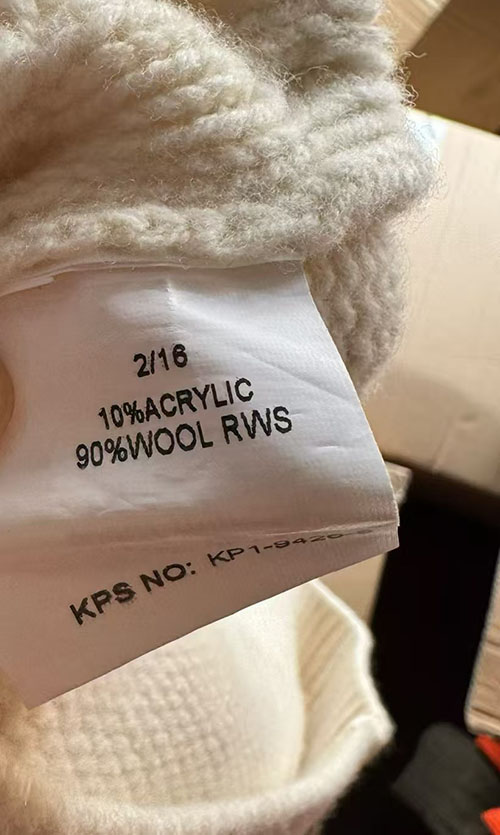 2/16
10%ACRYLIC
90%WOOL RWS
KPS NO: